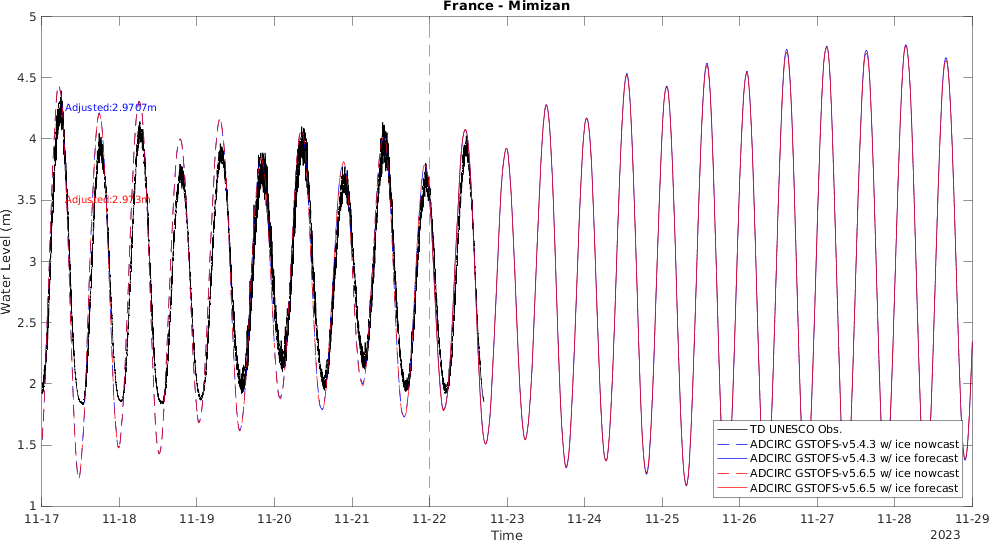 France - Mimizan
5
4.5
4
3.5
3
2.5
2
1.5
1
Water Level (m)
Adjusted:2.9707m
Adjusted:2.973m
TD UNESCO Obs.
ADCIRC GSTOFS-v5.4.3 w/ ice nowcast
ADCIRC GSTOFS-v5.4.3 w/ ice forecast
ADCIRC GSTOFS-v5.6.5 w/ ice nowcast
ADCIRC GSTOFS-v5.6.5 w/ ice forecast
11-17 11-18 11-19 11-20 11-21 11-22 11-23 11-24 11-25 11-26 11-27 11-28 11-29
Time
2023